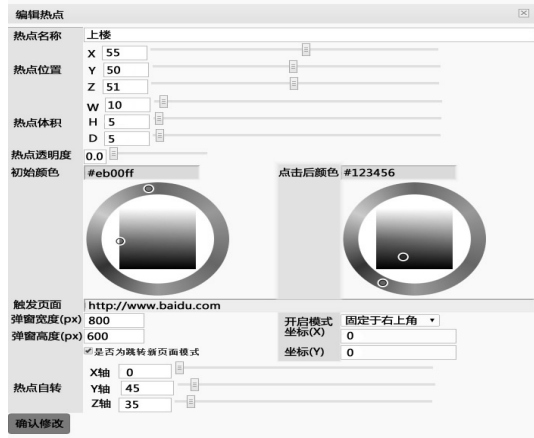 编辑热点
热点名称 上楼
X 55
热点位置 Y 50
Z 51
W 10
热点体积 H 5
D 5
热点透明度 0.0
初始颜色 #eb00ff 点击后颜色 #123456
触发页面 http://www.baidu.com
弹窗宽度(px) 800 开启模式 固定于右上角
弹窗高度(px) 600 坐标(X) 0
是否为跳转新页面模式 坐标(Y) 0
X轴 0
热点自转 Y轴 45
Z轴 35
确认修改